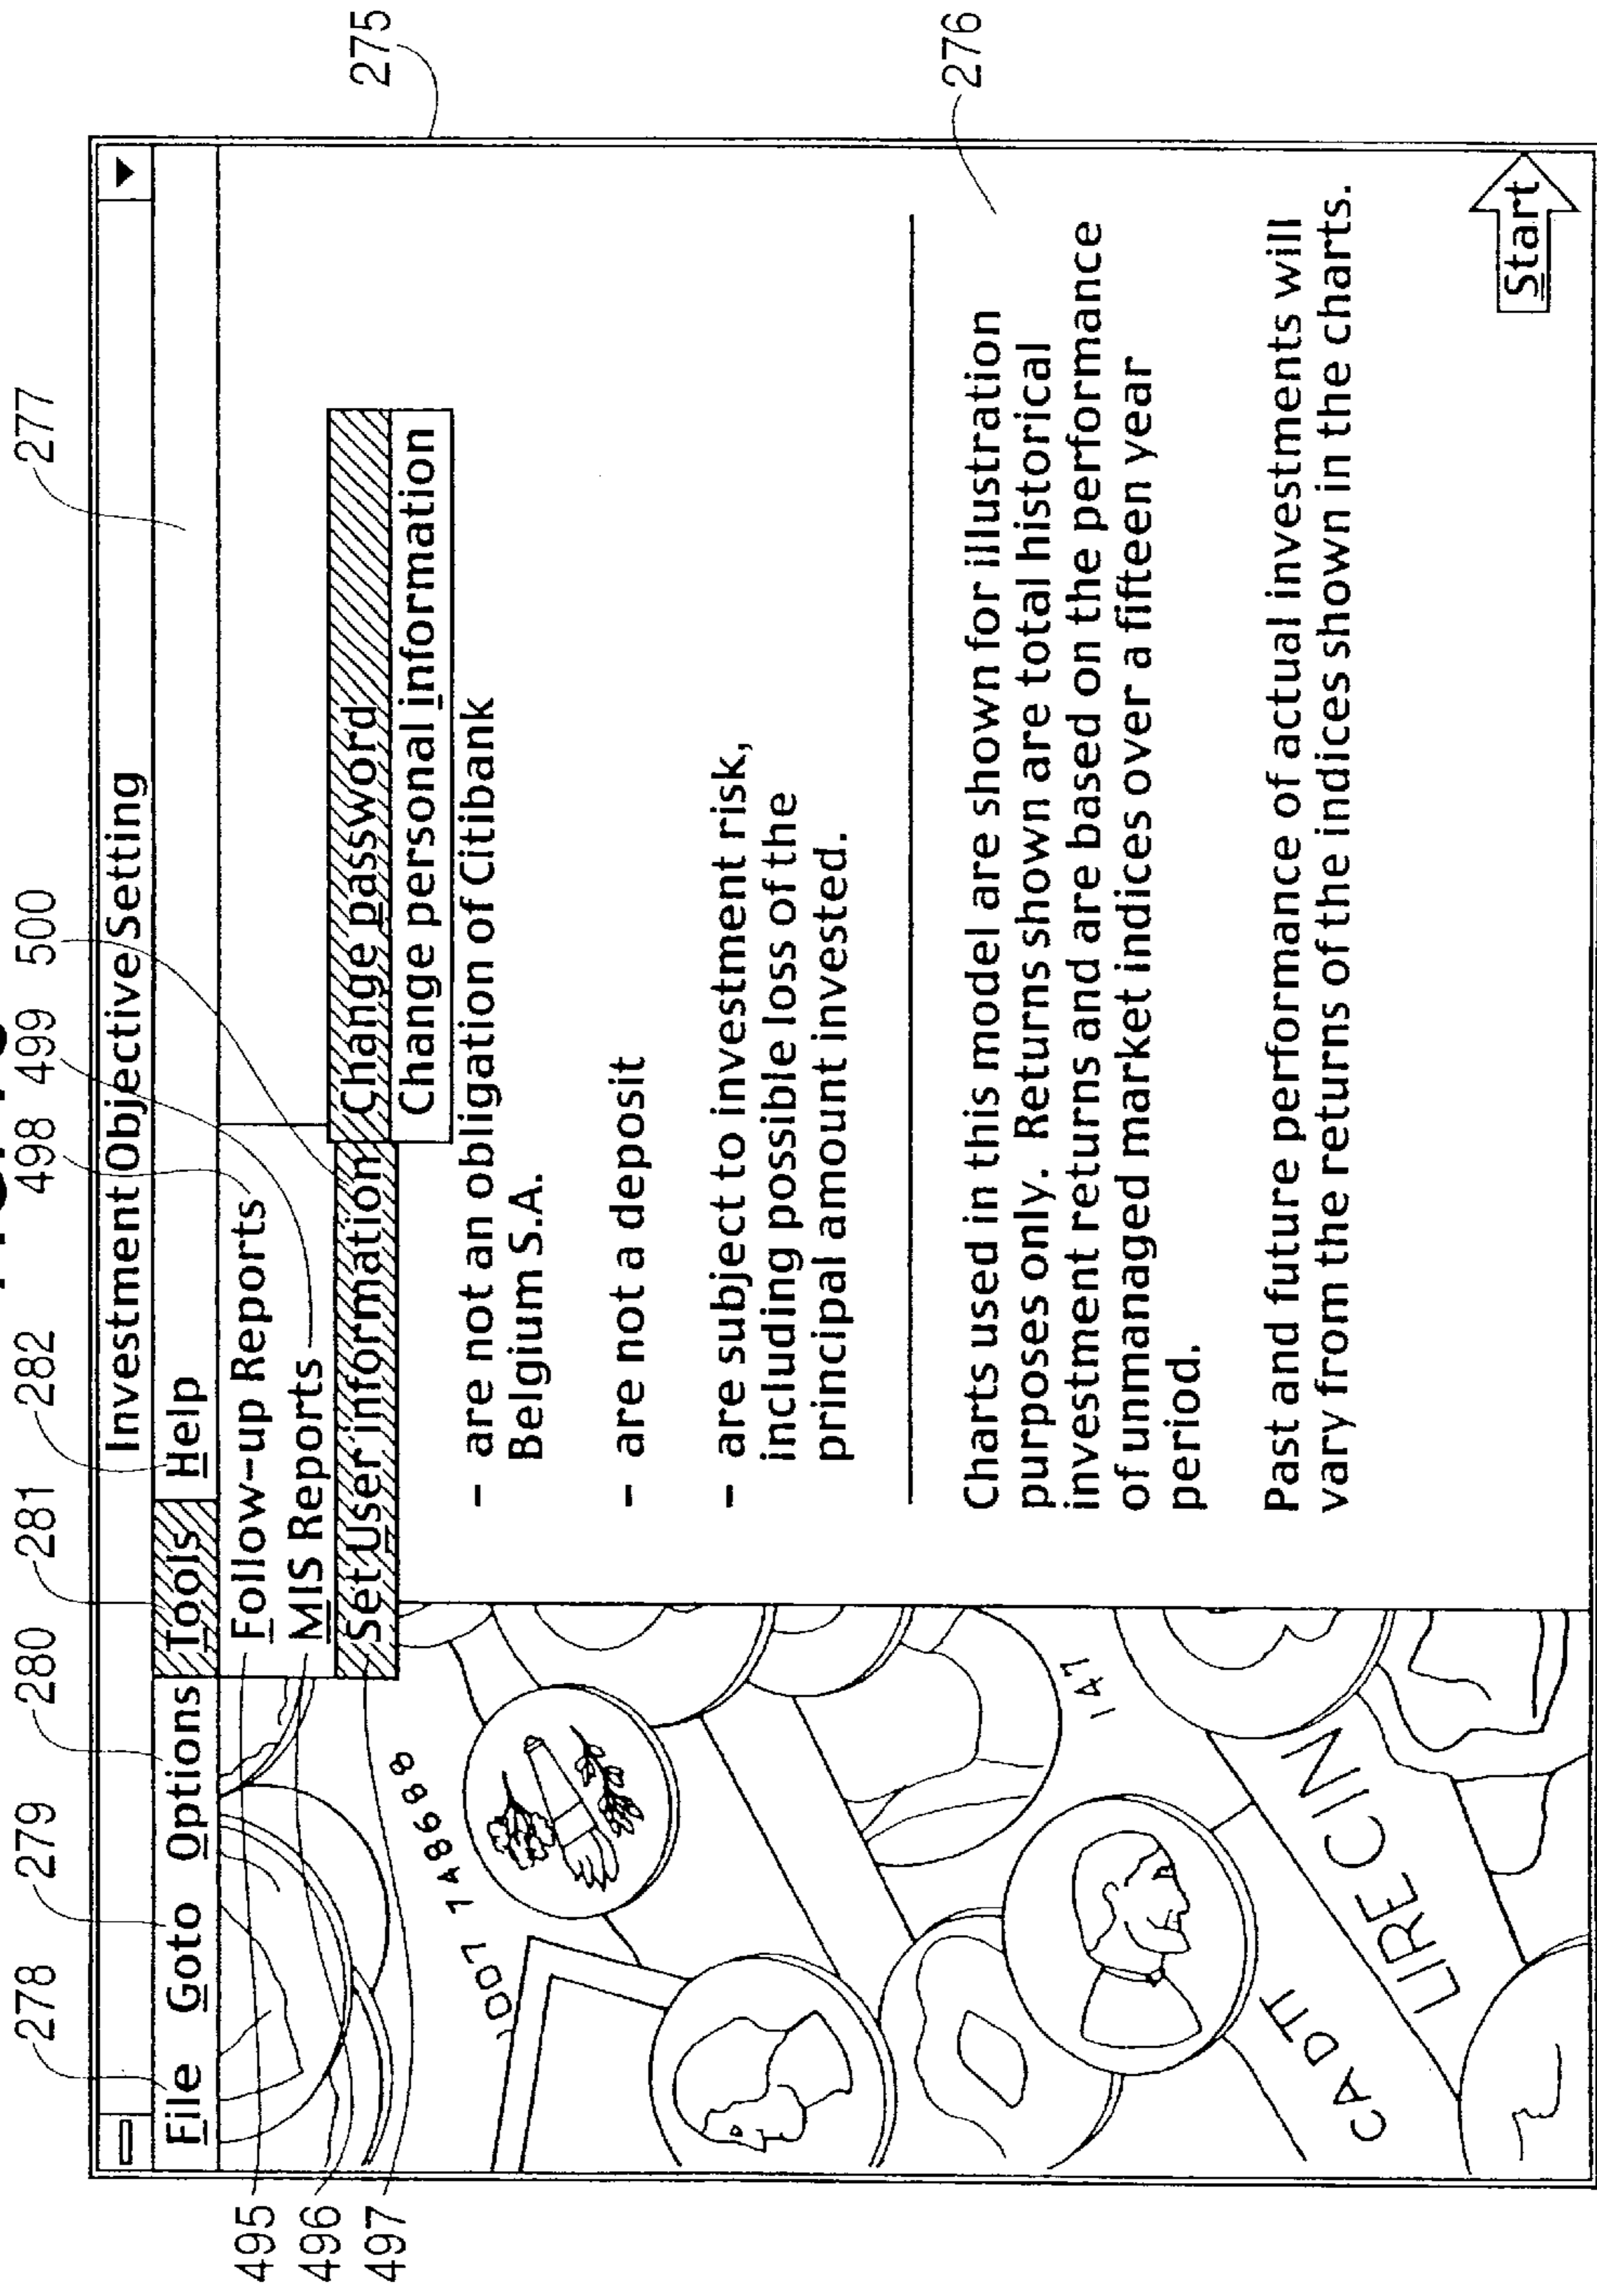 498 499 500
278 279 280 281 282 277
Investment Objective Setting
File Goto Options Tools Help
275
495
496
497
Follow-up Reports
MIS Reports
Set User information
Change password
Change personal information
- are not an obligation of Citibank
Belgium S.A.
- are not a deposit
- are subject to investment risk,
including possible loss of the
principal amount invested.
276
Charts used in this model are shown for illustration
purposes only. Returns shown are total historical
investment returns and are based on the performance
of unmanaged market indices over a fifteen year
period.
Past and future performance of actual investments will
vary from the returns of the indices shown in the charts.
Start
LIRE CIN